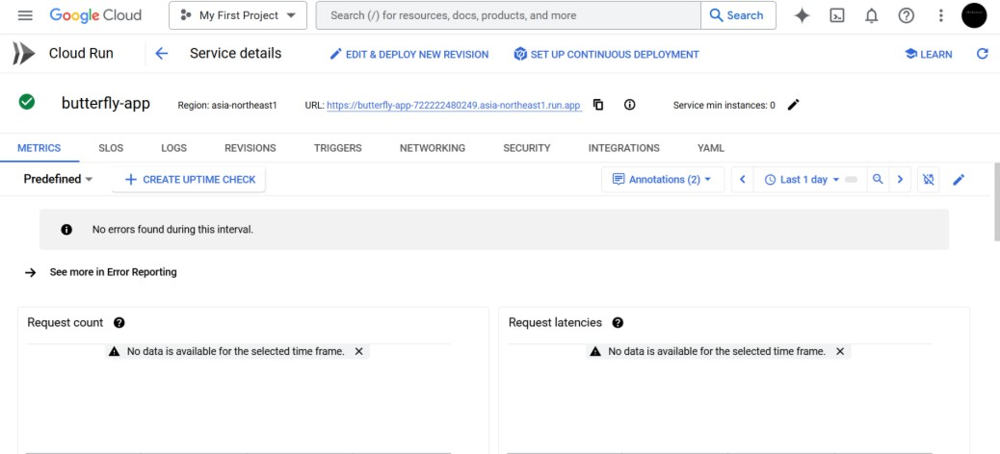 Google Cloud My First Project Search (/) for resources, docs, products, and more Search
Cloud Run Service details EDIT & DEPLOY NEW REVISION SET UP CONTINUOUS DEPLOYMENT LEARN
butterfly-app Region: asia-northeast1 URL: https://butterfly-app-722222480249.asia-northeast1.run.app Service min instances: 0
METRICS SLOS LOGS REVISIONS TRIGGERS NETWORKING SECURITY INTEGRATIONS YAML
Predefined CREATE UPTIME CHECK Annotations (2) Last 1 day
No errors found during this interval.
See more in Error Reporting
Request count Request latencies
No data is available for the selected time frame. No data is available for the selected time frame.